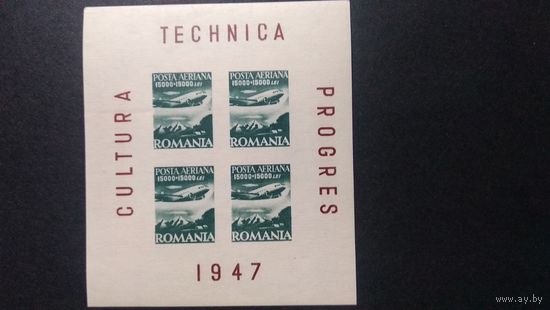 TECHNICA
CULTURA
PROGRES
POSTA AERIANA
15000+15000 LEI
ROMANIA
POSTA AERIANA
15000+15000 LEI
ROMANIA
POSTA AERIANA
15000+15000 LEI
ROMANIA
POSTA AERIANA
15000+15000 LEI
ROMANIA
1947
www.ay.by